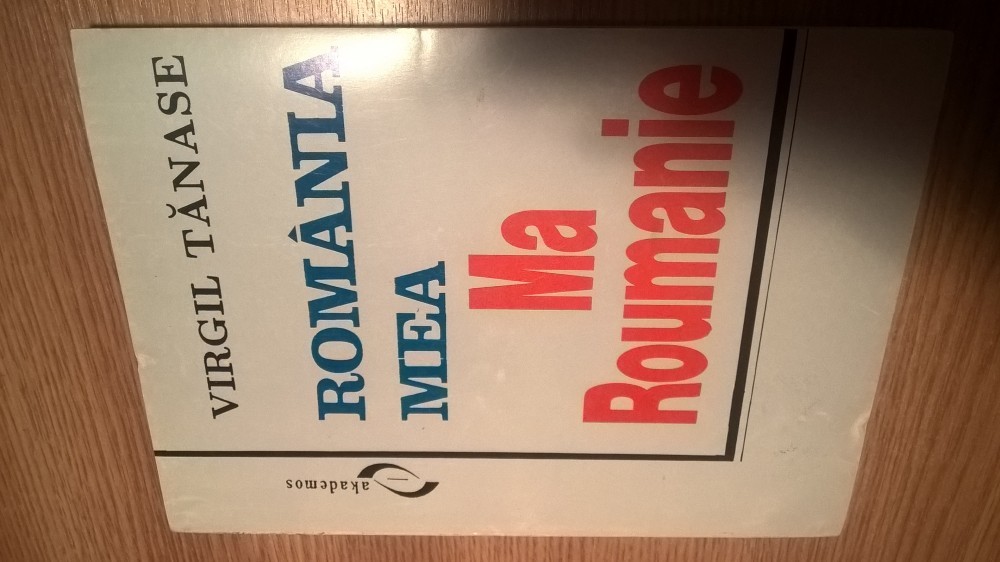 VIRGIL TĂNASE
ROMÂNIA
MEA
Ma
Roumanie
akademos